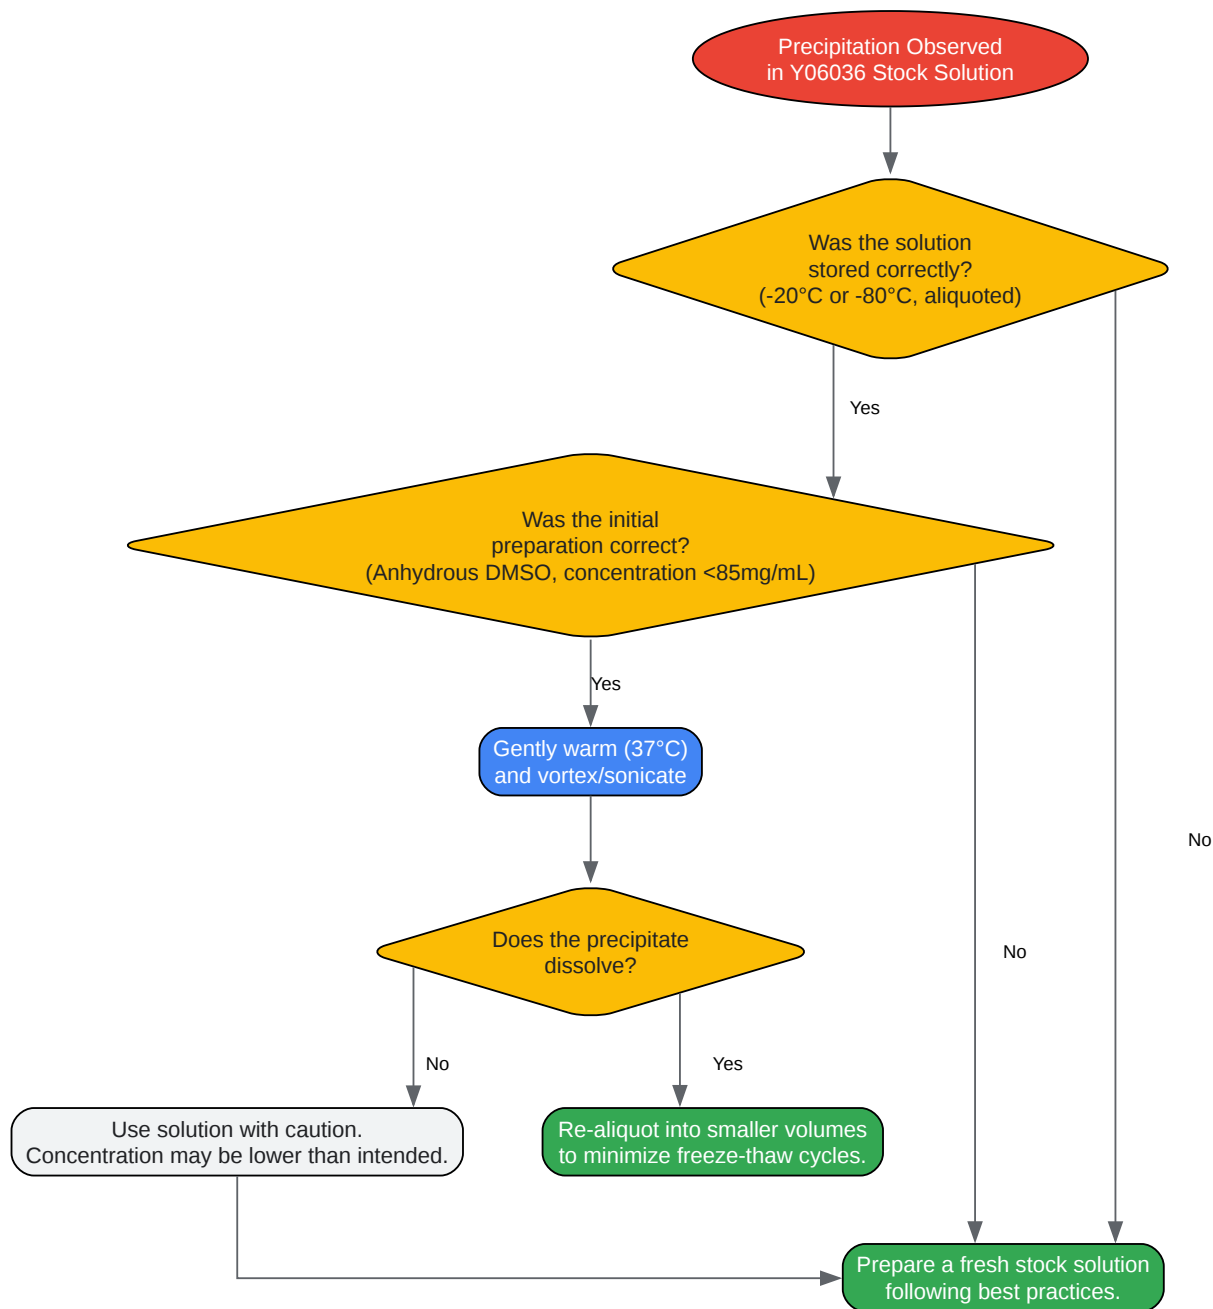 Precipitation Observed
in Y06036 Stock Solution
Was the solution
stored correctly?
(-20°C or -80°C, aliquoted)
Yes
Was the initial
preparation correct?
(Anhydrous DMSO, concentration <85mg/mL)
Yes
Gently warm (37°C)
and vortex/sonicate
No
Does the precipitate
dissolve?
No
No
Yes
Use solution with caution.
Concentration may be lower than intended.
Re-aliquot into smaller volumes
to minimize freeze-thaw cycles.
Prepare a fresh stock solution
following best practices.